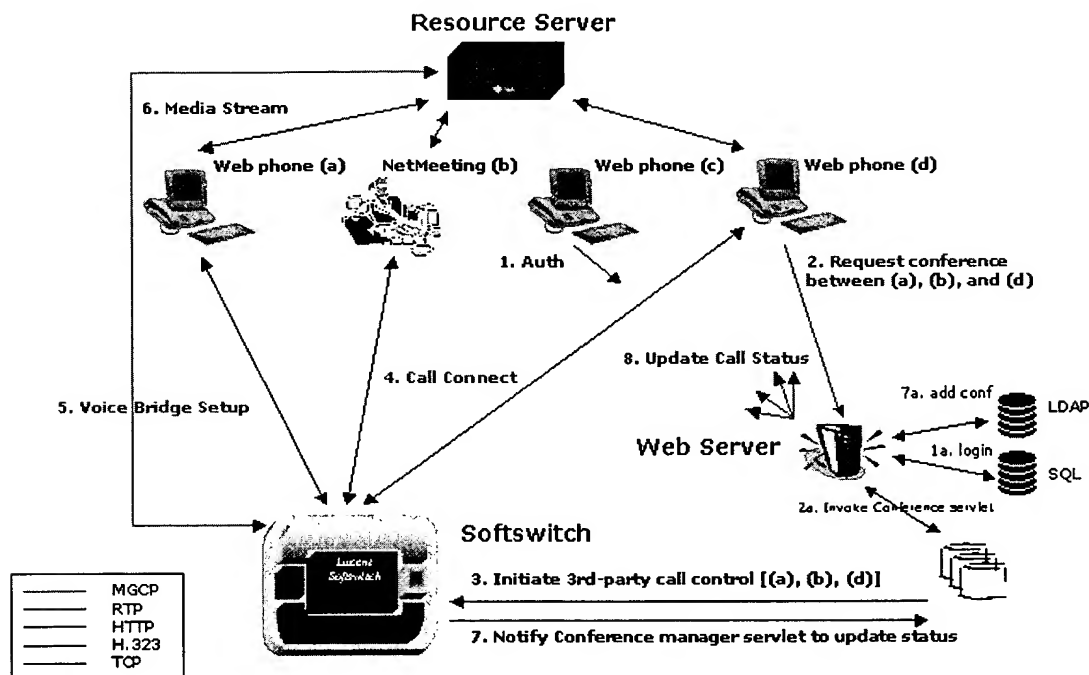 Resource Server
6. Media Stream
Web phone (a)
NetMeeting (b)
Web phone (c)
Web phone (d)
1. Auth
2. Request conference
between (a), (b), and (d)
8. Update Call Status
4. Call Connect
7a. add conf
LDAP
5. Voice Bridge Setup
Web Server
1a. login
SQL
2a. Invoke Conference servlet
Softswitch
Lucent
Softswitch
3. Initiate 3rd-party call control [(a), (b), (d)]
7. Notify Conference manager servlet to update status
MGCP
RTP
HTTP
H.323
TCP